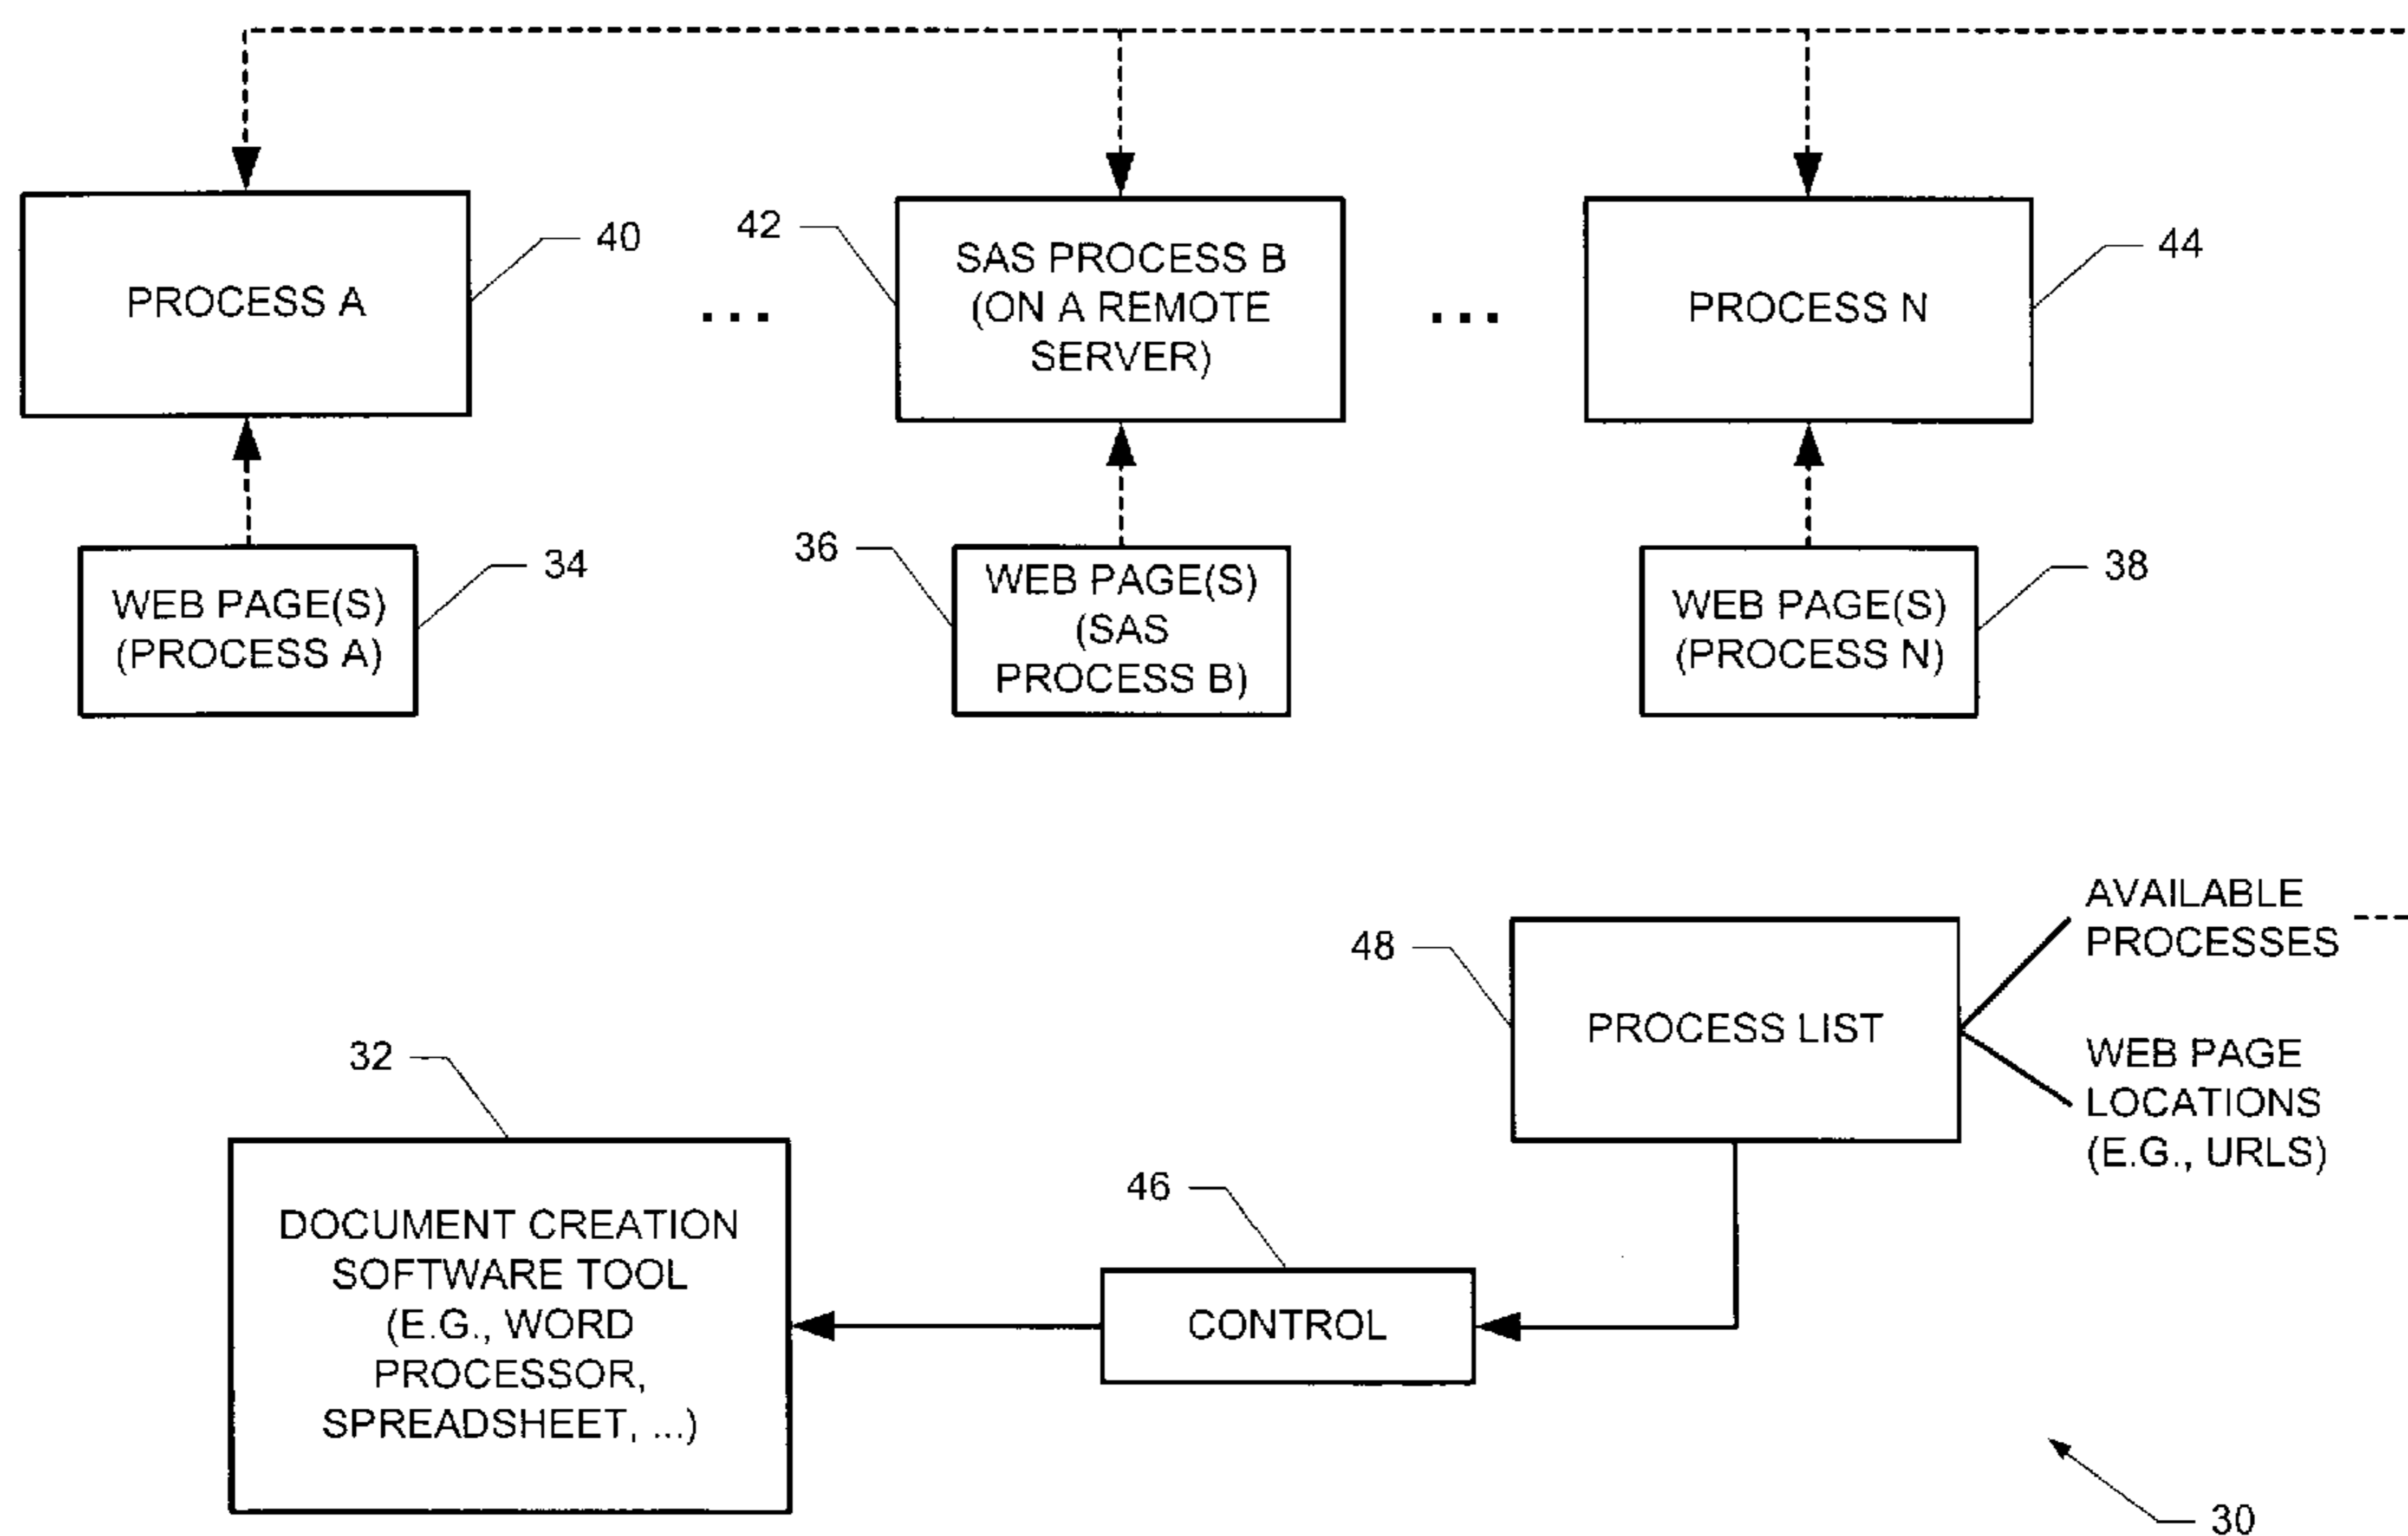 40
PROCESS A
42
SAS PROCESS B
(ON A REMOTE
SERVER)
44
PROCESS N
...
...
34
WEB PAGE(S)
(PROCESS A)
36
WEB PAGE(S)
(SAS
PROCESS B)
38
WEB PAGE(S)
(PROCESS N)
48
PROCESS LIST
AVAILABLE
PROCESSES
WEB PAGE
LOCATIONS
(E.G., URLS)
32
DOCUMENT CREATION
SOFTWARE TOOL
(E.G., WORD
PROCESSOR,
SPREADSHEET, ...)
46
CONTROL
30